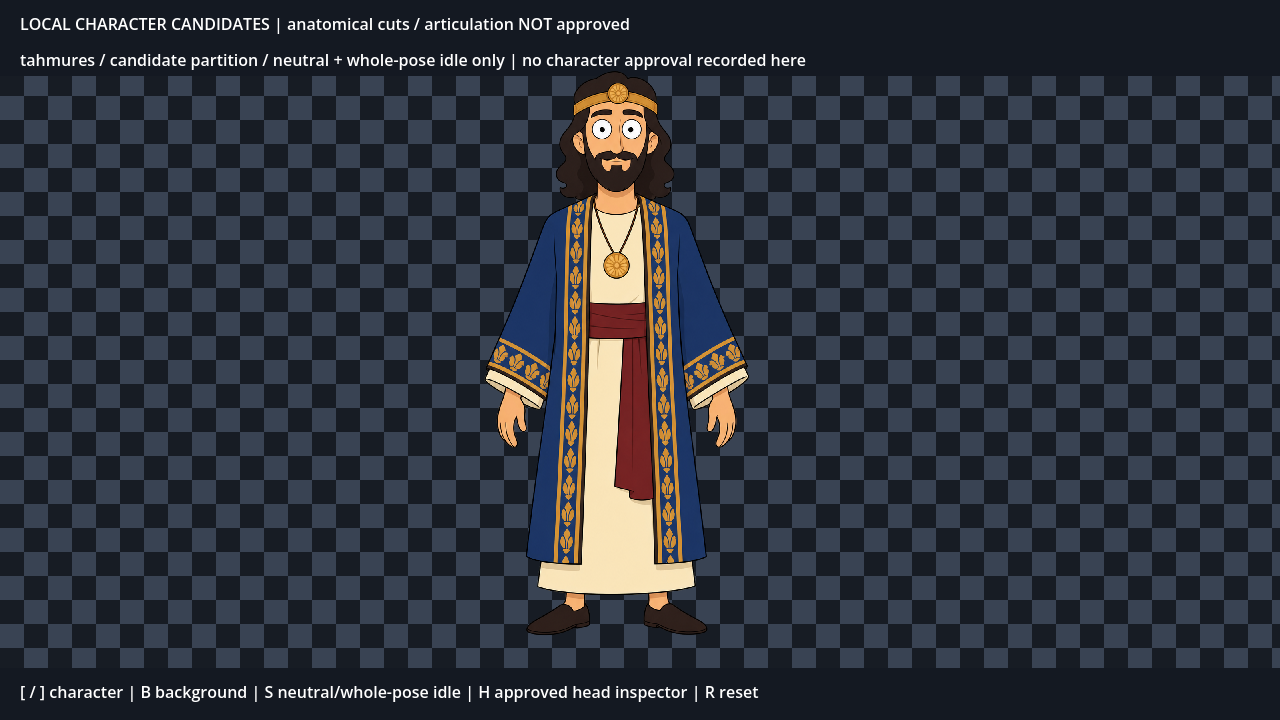 LOCAL CHARACTER CANDIDATES | anatomical cuts / articulation NOT approved
tahmures / candidate partition / neutral + whole-pose idle only | no character approval recorded here
[ / ] character | B background | S neutral/whole-pose idle | H approved head inspector | R reset